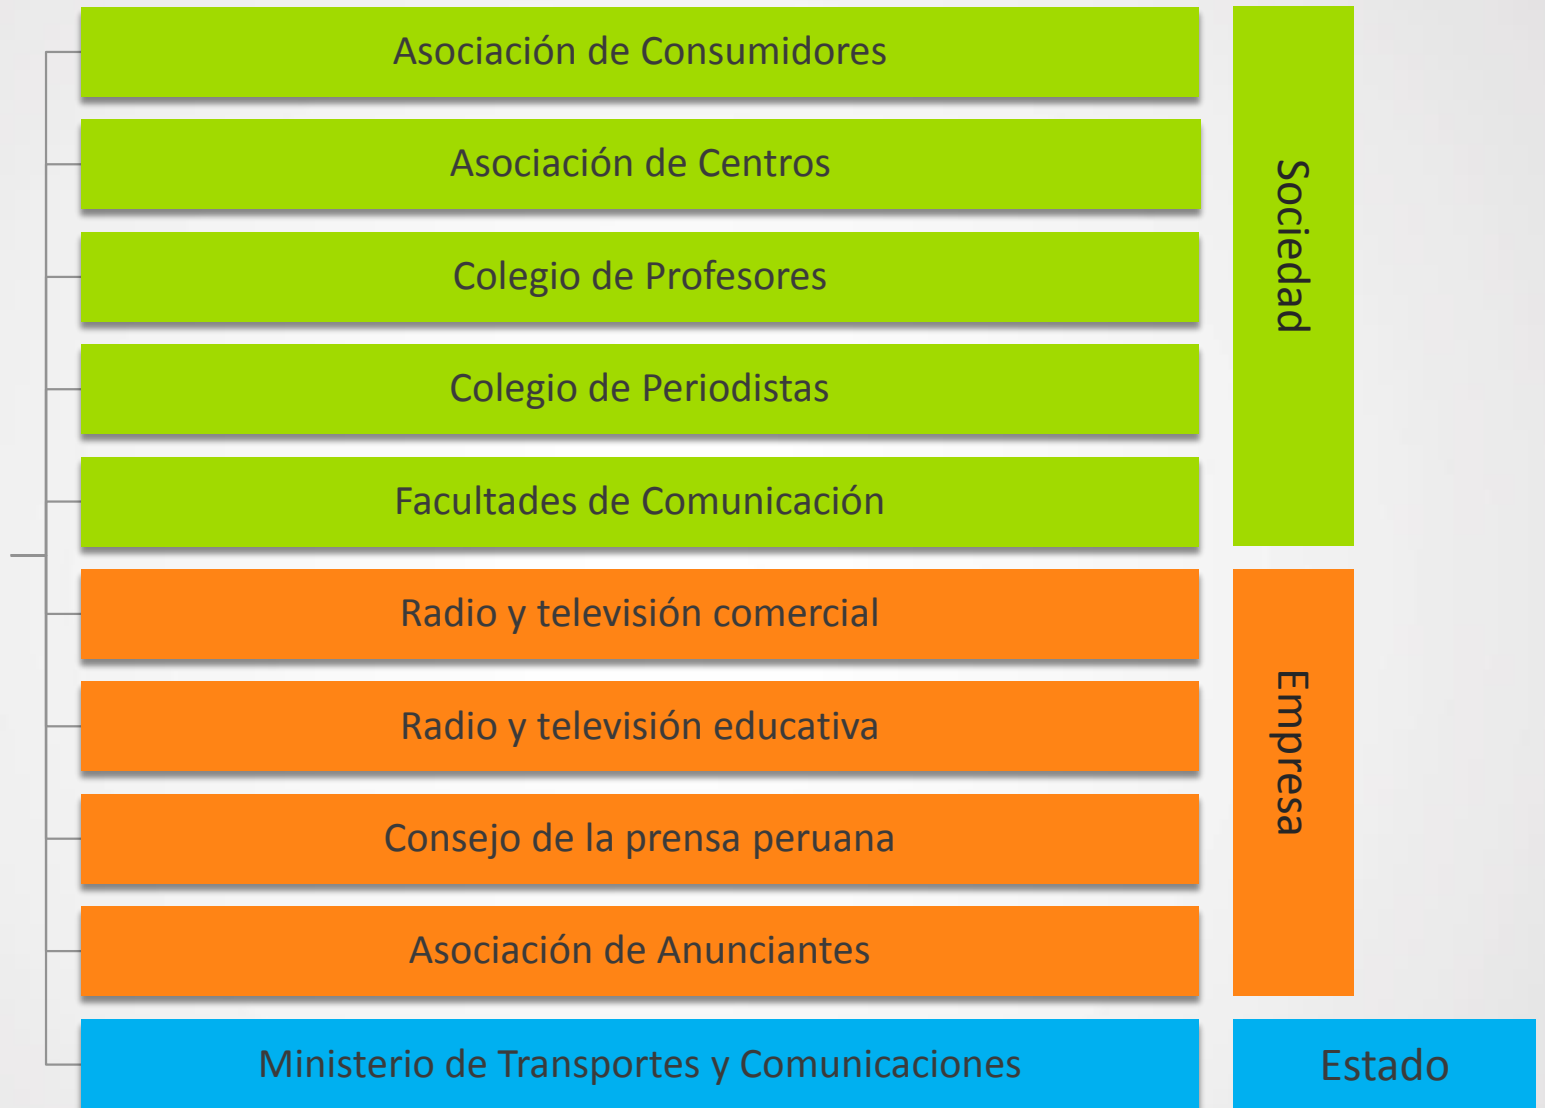 Asociación de Consumidores
Asociación de Centros
Colegio de Profesores
Colegio de Periodistas
Facultades de Comunicación
Sociedad
Radio y televisión comercial
Radio y televisión educativa
Consejo de la prensa peruana
Asociación de Anunciantes
Empresa
Ministerio de Transportes y Comunicaciones
Estado